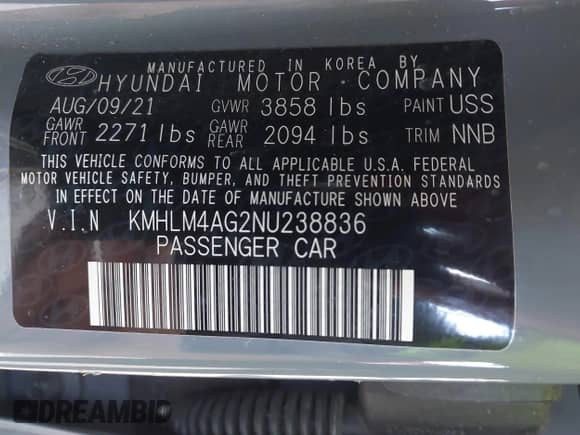 MANUFACTURED IN KOREA BY
HYUNDAI MOTOR COMPANY
AUG/09/21 GVWR 3858 lbs PAINT USS
GAWR FRONT 2271 lbs GAWR REAR 2094 lbs TRIM NNB
THIS VEHICLE CONFORMS TO ALL APPLICABLE U.S.A. FEDERAL
MOTOR VEHICLE SAFETY, BUMPER, AND THEFT PREVENTION STANDARDS
IN EFFECT ON THE DATE OF MANUFACTURE SHOWN ABOVE.
V.I.N KMHLM4AG2NU238836
PASSENGER CAR
DREAMBID